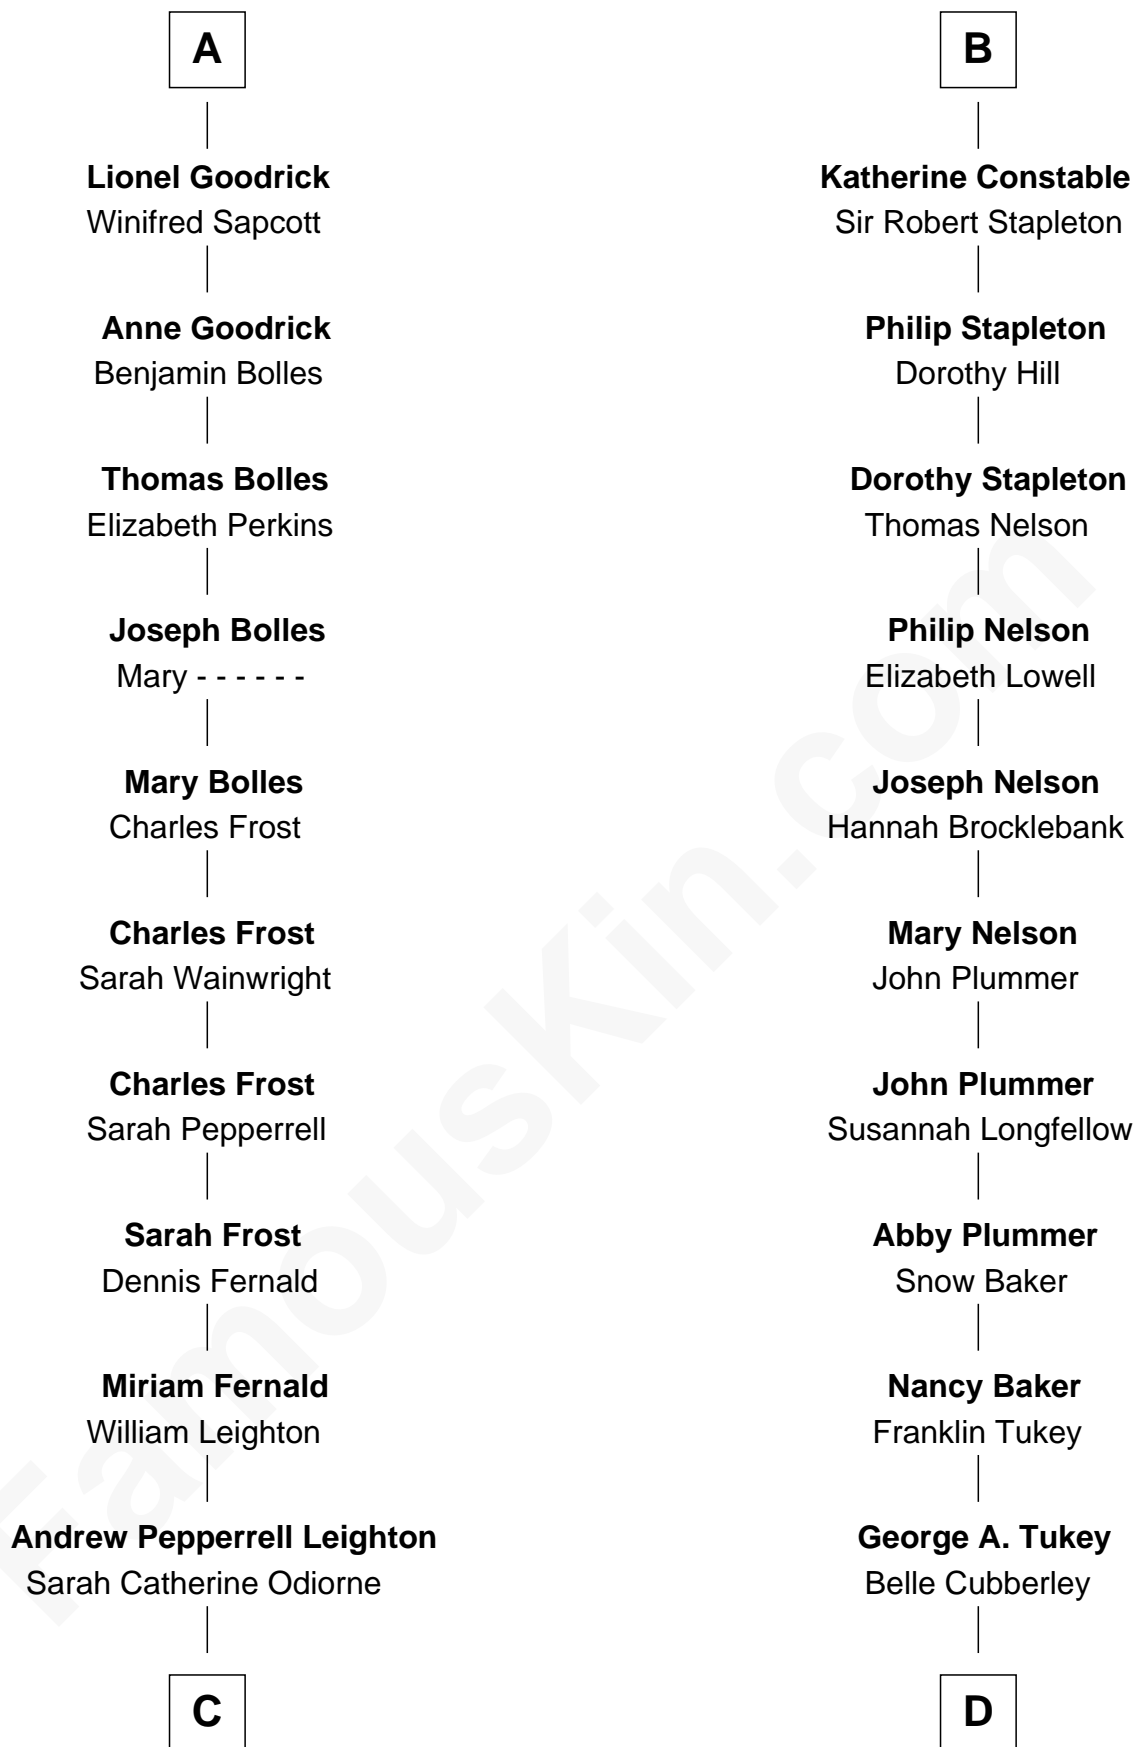 A
Lionel Goodrick
Winifred Sapcott
Anne Goodrick
Benjamin Bolles
Thomas Bolles
Elizabeth Perkins
Joseph Bolles
Mary - - - - - -
Mary Bolles
Charles Frost
Charles Frost
Sarah Wainwright
Charles Frost
Sarah Pepperrell
Sarah Frost
Dennis Fernald
Miriam Fernald
William Leighton
Andrew Pepperrell Leighton
Sarah Catherine Odiorne
C
B
Katherine Constable
Sir Robert Stapleton
Philip Stapleton
Dorothy Hill
Dorothy Stapleton
Thomas Nelson
Philip Nelson
Elizabeth Lowell
Joseph Nelson
Hannah Brocklebank
Mary Nelson
John Plummer
John Plummer
Susannah Longfellow
Abby Plummer
Snow Baker
Nancy Baker
Franklin Tukey
George A. Tukey
Belle Cubberley
D
FamousKin.com